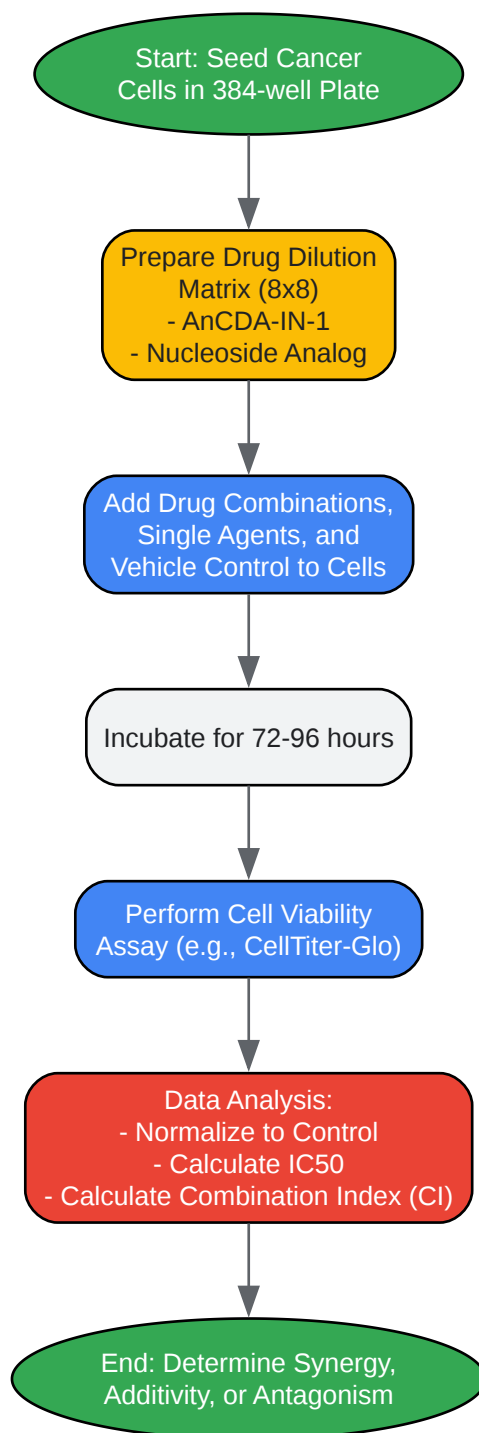 Start: Seed Cancer
Cells in 384-well Plate
Prepare Drug Dilution
Matrix (8x8)
- AnCDA-IN-1
- Nucleoside Analog
Add Drug Combinations,
Single Agents, and
Vehicle Control to Cells
Incubate for 72-96 hours
Perform Cell Viability
Assay (e.g., CellTiter-Glo)
Data Analysis:
- Normalize to Control
- Calculate IC50
- Calculate Combination Index (CI)
End: Determine Synergy,
Additivity, or Antagonism